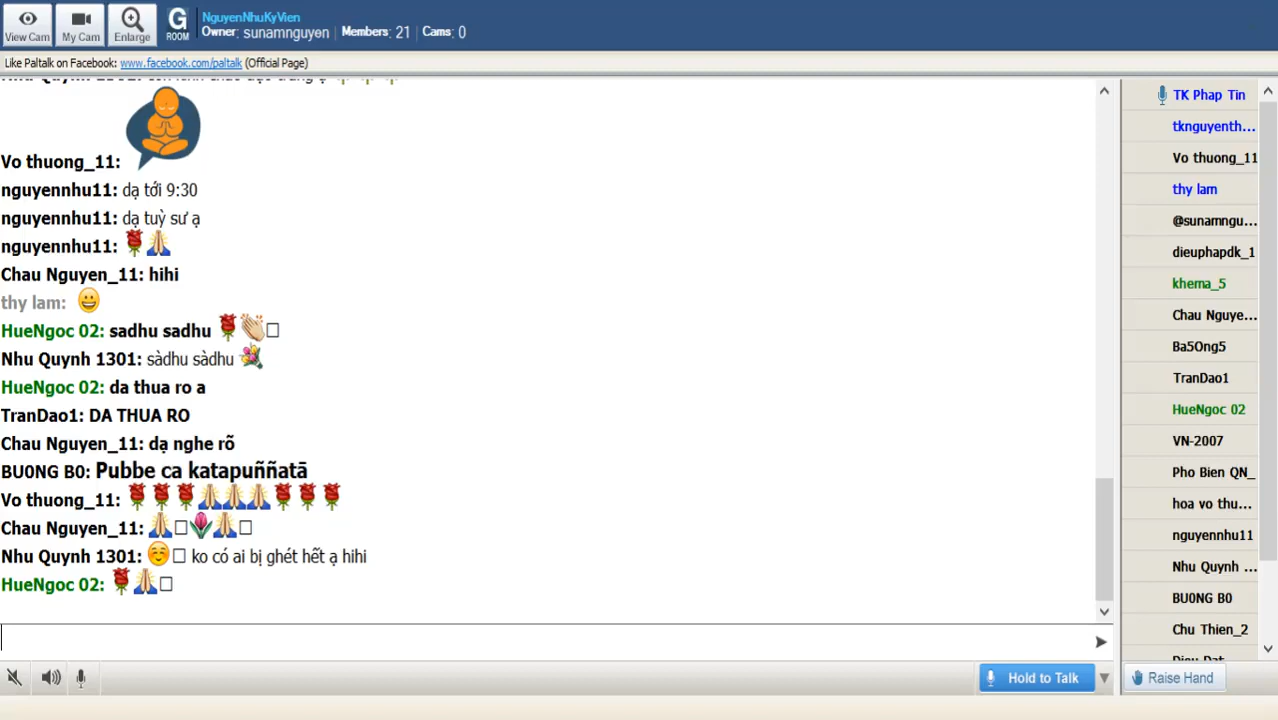 NguyenNhuKyVien
View Cam
My Cam
Enlarge
G
ROOM
Owner: sunamnguyen
Members: 21
Cams: 0
Like Paltalk on Facebook: www.facebook.com/paltalk (Official Page)
Vo thuong_11:
nguyennhu11: dạ tới 9:30
nguyennhu11: dạ tuỳ sư ạ
nguyennhu11: 🌹🙏
Chau Nguyen_11: hihi
thy lam: 😀
HueNgoc 02: sadhu sadhu 🌹👏□
Nhu Quynh 1301: sàdhu sàdhu 💐
HueNgoc 02: da thua ro a
TranDao1: DA THUA RO
Chau Nguyen_11: dạ nghe rõ
BU0NG B0: Pubbe ca katapuññatā
Vo thuong_11: 🌹🌹🌹🙏🙏🙏🌹🌹🌹
Chau Nguyen_11: 🙏□🌷🙏□
Nhu Quynh 1301: ☺□ ko có ai bị ghét hết ạ hihi
HueNgoc 02: 🌹🙏□
TK Phap Tin
tknguyenth...
Vo thuong_11
thy lam
@sunamngu...
dieuphapdk_1
khema_5
Chau Nguye...
Ba5Ong5
TranDao1
HueNgoc 02
VN-2007
Pho Bien QN_
hoa vo thu...
nguyennhu11
Nhu Quynh ...
BU0NG B0
Chu Thien_2
Hold to Talk
Raise Hand